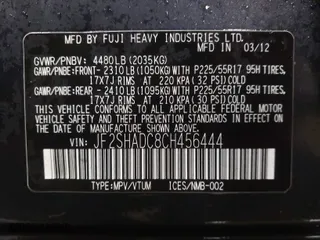 MFD BY FUJI HEAVY INDUSTRIES LTD. IN 03/12
GVWR/PNBV: 4480LB (2035KG)
GAWR/PNBE:FRONT- 2310LB(1050KG)WITH P225/55R17 95H TIRES,
17X7J RIMS AT 220 KPA (32 PSI)COLD
GAWR/PNBE:REAR - 2410LB(1095KG)WITH P225/55R17 95H TIRES,
17X7J RIMS AT 210 KPA (30 PSI)COLD
THIS VEHICLE CONFORMS TO ALL APPLICABLE FEDERAL MOTOR
VEHICLE SAFETY AND BUMPER STANDARDS IN EFFECT ON THE
DATE OF MANUFACTURE SHOWN ABOVE.
VIN: JF2SHADC8CH456444
TYPE:MPV/VTUM ICES/NMB-002